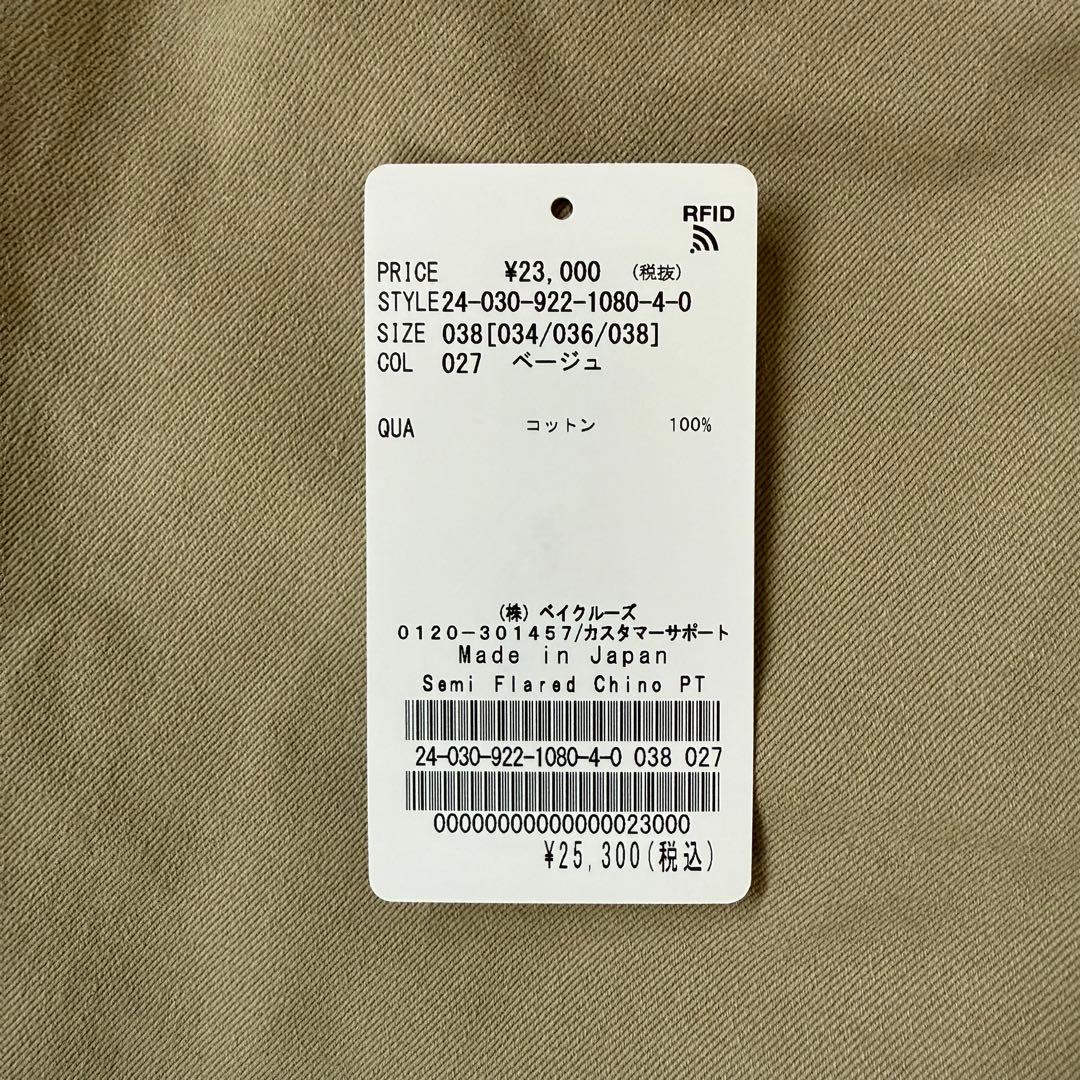 RFID
PRICE ¥23,000 (税抜)
STYLE 24-030-922-1080-4-0
SIZE 038[034/036/038]
COL 027 ベージュ
QUA コットン 100%
(株) ベイクルーズ
0120-301457/カスタマーサポート
Made in Japan
Semi Flared Chino PT
24-030-922-1080-4-0 038 027
00000000000000023000
¥25,300(税込)